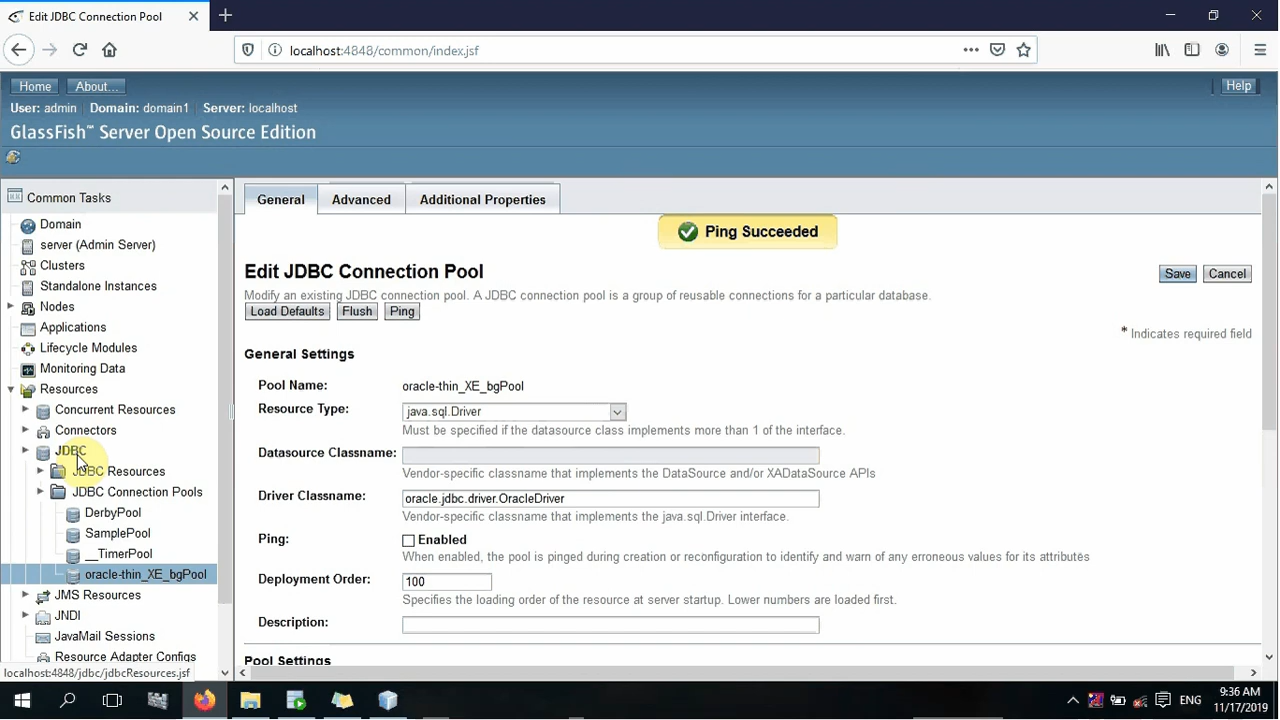 Edit JDBC Connection Pool
localhost:4848/common/index.jsf
Home About... Help
User: admin Domain: domain1 Server: localhost
GlassFish™ Server Open Source Edition
Common Tasks
Domain
server (Admin Server)
Clusters
Standalone Instances
Nodes
Applications
Lifecycle Modules
Monitoring Data
Resources
Concurrent Resources
Connectors
JDBC
JDBC Resources
JDBC Connection Pools
DerbyPool
SamplePool
__TimerPool
oracle-thin_XE_bgPool
JMS Resources
JNDI
JavaMail Sessions
Resource Adapter Configs
localhost:4848/jdbc/jdbcResources.jsf
General Advanced Additional Properties
Ping Succeeded
Edit JDBC Connection Pool
Save Cancel
Modify an existing JDBC connection pool. A JDBC connection pool is a group of reusable connections for a particular database.
Load Defaults Flush Ping
* Indicates required field
General Settings
Pool Name: oracle-thin_XE_bgPool
Resource Type: java.sql.Driver
Must be specified if the datasource class implements more than 1 of the interface.
Datasource Classname:
Vendor-specific classname that implements the DataSource and/or XADataSource APIs
Driver Classname: oracle.jdbc.driver.OracleDriver
Vendor-specific classname that implements the java.sql.Driver interface.
Ping: Enabled
When enabled, the pool is pinged during creation or reconfiguration to identify and warn of any erroneous values for its attributes
Deployment Order: 100
Specifies the loading order of the resource at server startup. Lower numbers are loaded first.
Description:
Pool Settings
ENG
9:36 AM
11/17/2019